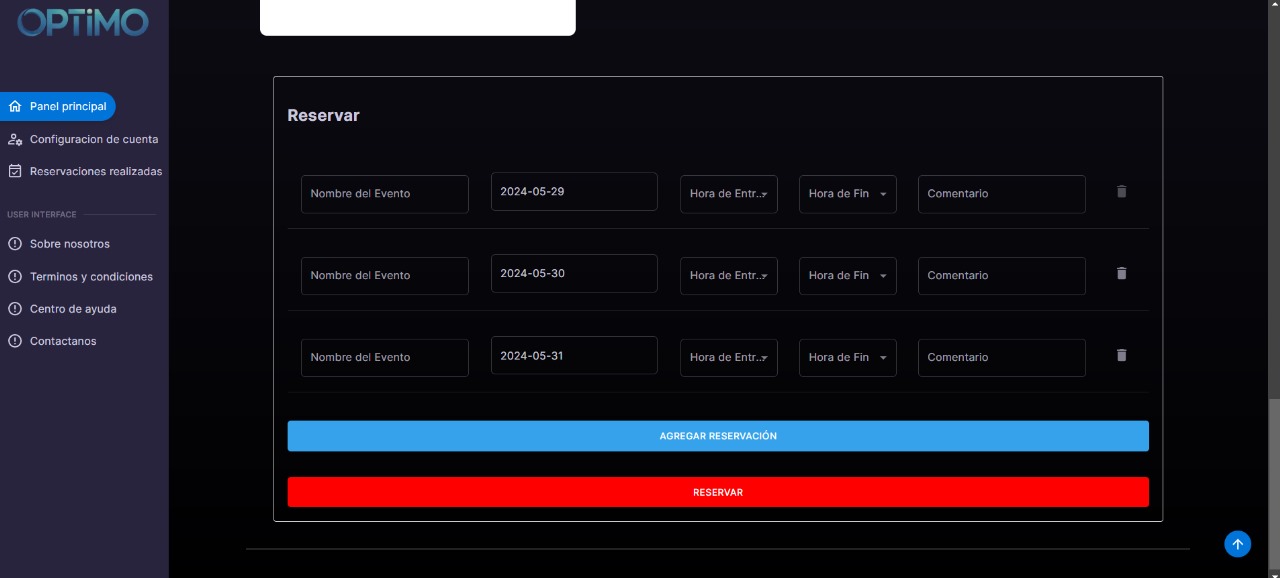 OPTiMO
Panel principal
Configuracion de cuenta
Reservaciones realizadas
USER INTERFACE
Sobre nosotros
Terminos y condiciones
Centro de ayuda
Contactanos
Reservar
Nombre del Evento 2024-05-29 Hora de Entr... Hora de Fin Comentario
Nombre del Evento 2024-05-30 Hora de Entr... Hora de Fin Comentario
Nombre del Evento 2024-05-31 Hora de Entr... Hora de Fin Comentario
AGREGAR RESERVACIÓN
RESERVAR